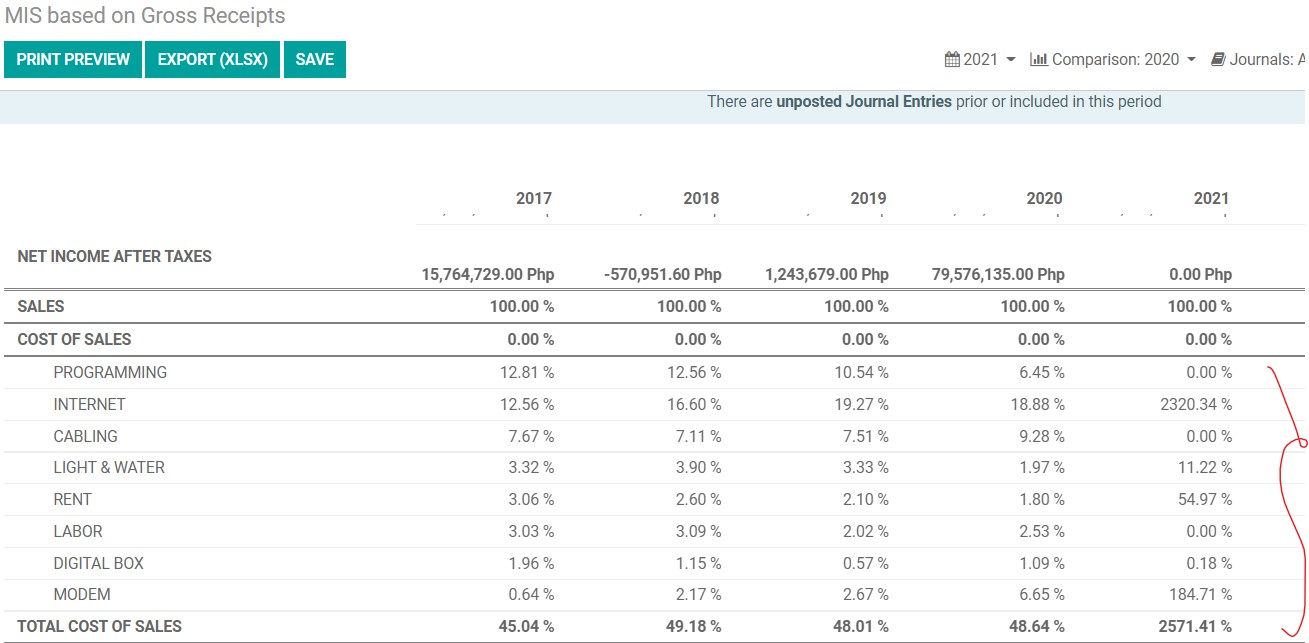 MIS based on Gross Receipts
PRINT PREVIEW EXPORT (XLSX) SAVE 2021 Comparison: 2020 Journals: A
There are unposted Journal Entries prior or included in this period
2017 2018 2019 2020 2021
NET INCOME AFTER TAXES
15,764,729.00 Php -570,951.60 Php 1,243,679.00 Php 79,576,135.00 Php 0.00 Php
SALES 100.00 % 100.00 % 100.00 % 100.00 % 100.00 %
COST OF SALES 0.00 % 0.00 % 0.00 % 0.00 % 0.00 %
PROGRAMMING 12.81 % 12.56 % 10.54 % 6.45 % 0.00 %
INTERNET 12.56 % 16.60 % 19.27 % 18.88 % 2320.34 %
CABLING 7.67 % 7.11 % 7.51 % 9.28 % 0.00 %
LIGHT & WATER 3.32 % 3.90 % 3.33 % 1.97 % 11.22 %
RENT 3.06 % 2.60 % 2.10 % 1.80 % 54.97 %
LABOR 3.03 % 3.09 % 2.02 % 2.53 % 0.00 %
DIGITAL BOX 1.96 % 1.15 % 0.57 % 1.09 % 0.18 %
MODEM 0.64 % 2.17 % 2.67 % 6.65 % 184.71 %
TOTAL COST OF SALES 45.04 % 49.18 % 48.01 % 48.64 % 2571.41 %